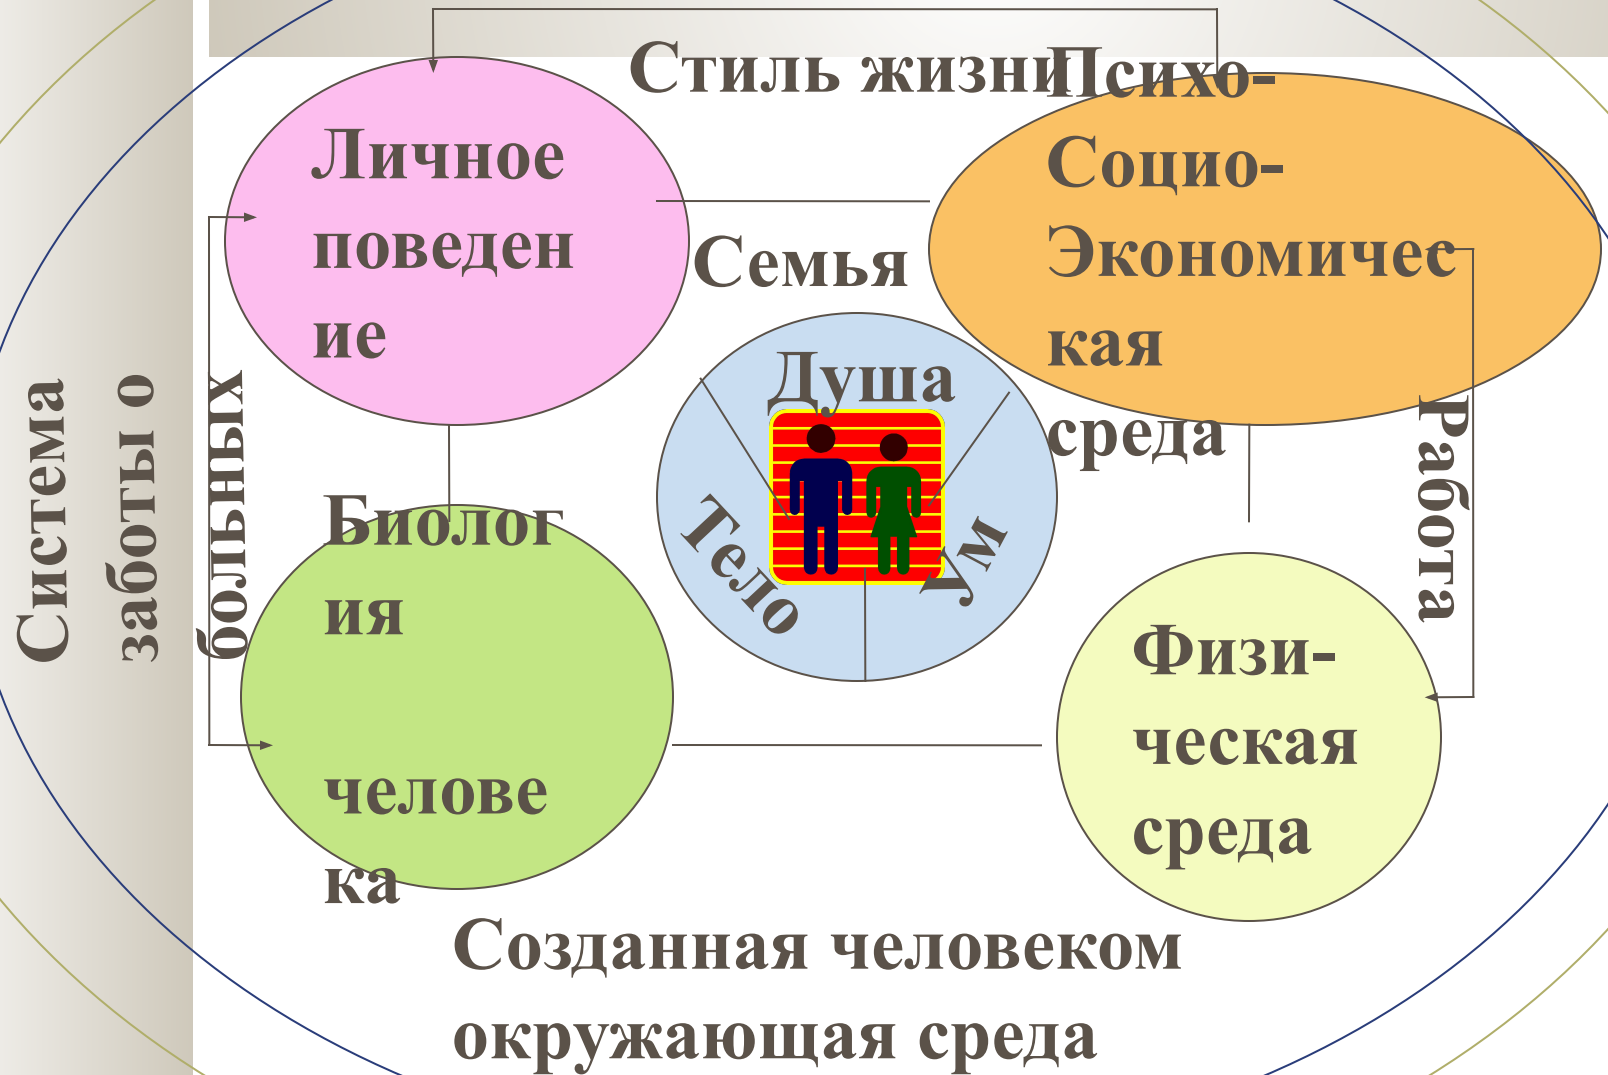 Стиль жизни
Личное
поведен
ие
Психо-
Социо-
Экономичес
кая
среда
Семья
Душа
Тело
Ум
Система
заботы о
больных
Работа
Биолог
ия
челове
ка
Физи-
ческая
среда
Созданная человеком
окружающая среда